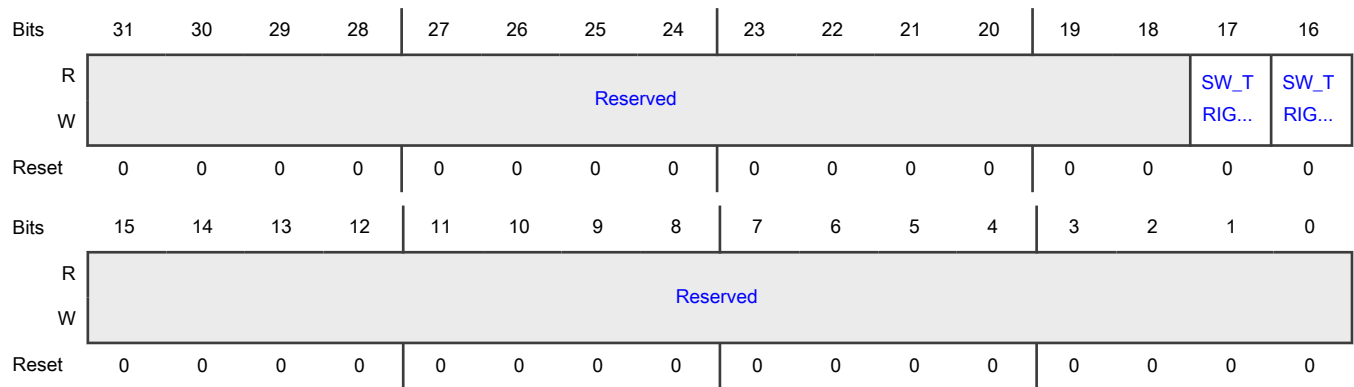 Bits 31 30 29 28 27 26 25 24 23 22 21 20 19 18 17 16
R
Reserved SW_T SW_T
RIG... RIG...
W
Reset 0 0 0 0 0 0 0 0 0 0 0 0 0 0 0 0
Bits 15 14 13 12 11 10 9 8 7 6 5 4 3 2 1 0
R
Reserved
W
Reset 0 0 0 0 0 0 0 0 0 0 0 0 0 0 0 0